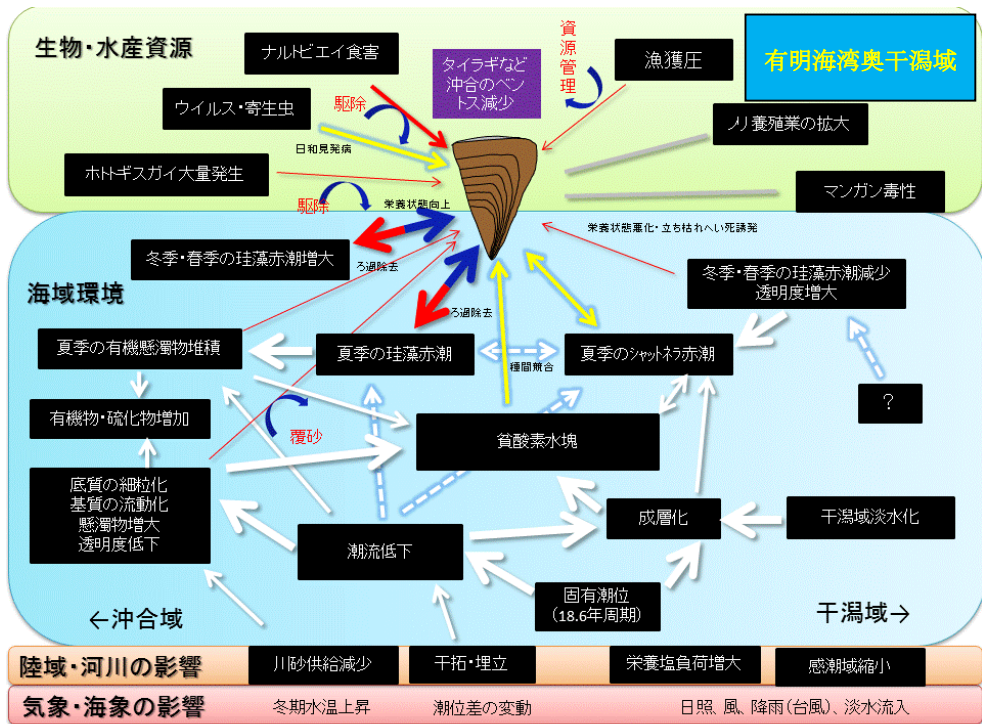 生物・水産資源
ナルトビエイ食害
タイラギなど
沖合のベン
トス減少
資源管理
漁獲圧
有明海湾奥干潟域
ウイルス・寄生虫
駆除
日和見発病
ノリ養殖業の拡大
ホトトギスガイ大量発生
駆除
栄養状態向上
マンガン毒性
栄養状態悪化・立ち枯れへい死誘発
冬季・春季の珪藻赤潮増大
ろ過除去
冬季・春季の珪藻赤潮減少
透明度増大
海域環境
ろ過除去
夏季の有機懸濁物堆積
夏季の珪藻赤潮
種間競合
夏季のシャットネラ赤潮
有機物・硫化物増加
覆砂
貧酸素水塊
?
底質の細粒化
基質の流動化
懸濁物増大
透明度低下
潮流低下
成層化
干潟域淡水化
固有潮位
(18.6年周期)
←沖合域
干潟域→
陸域・河川の影響
川砂供給減少
干拓・埋立
栄養塩負荷増大
感潮域縮小
気象・海象の影響
冬期水温上昇
潮位差の変動
日照、風、降雨(台風)、淡水流入